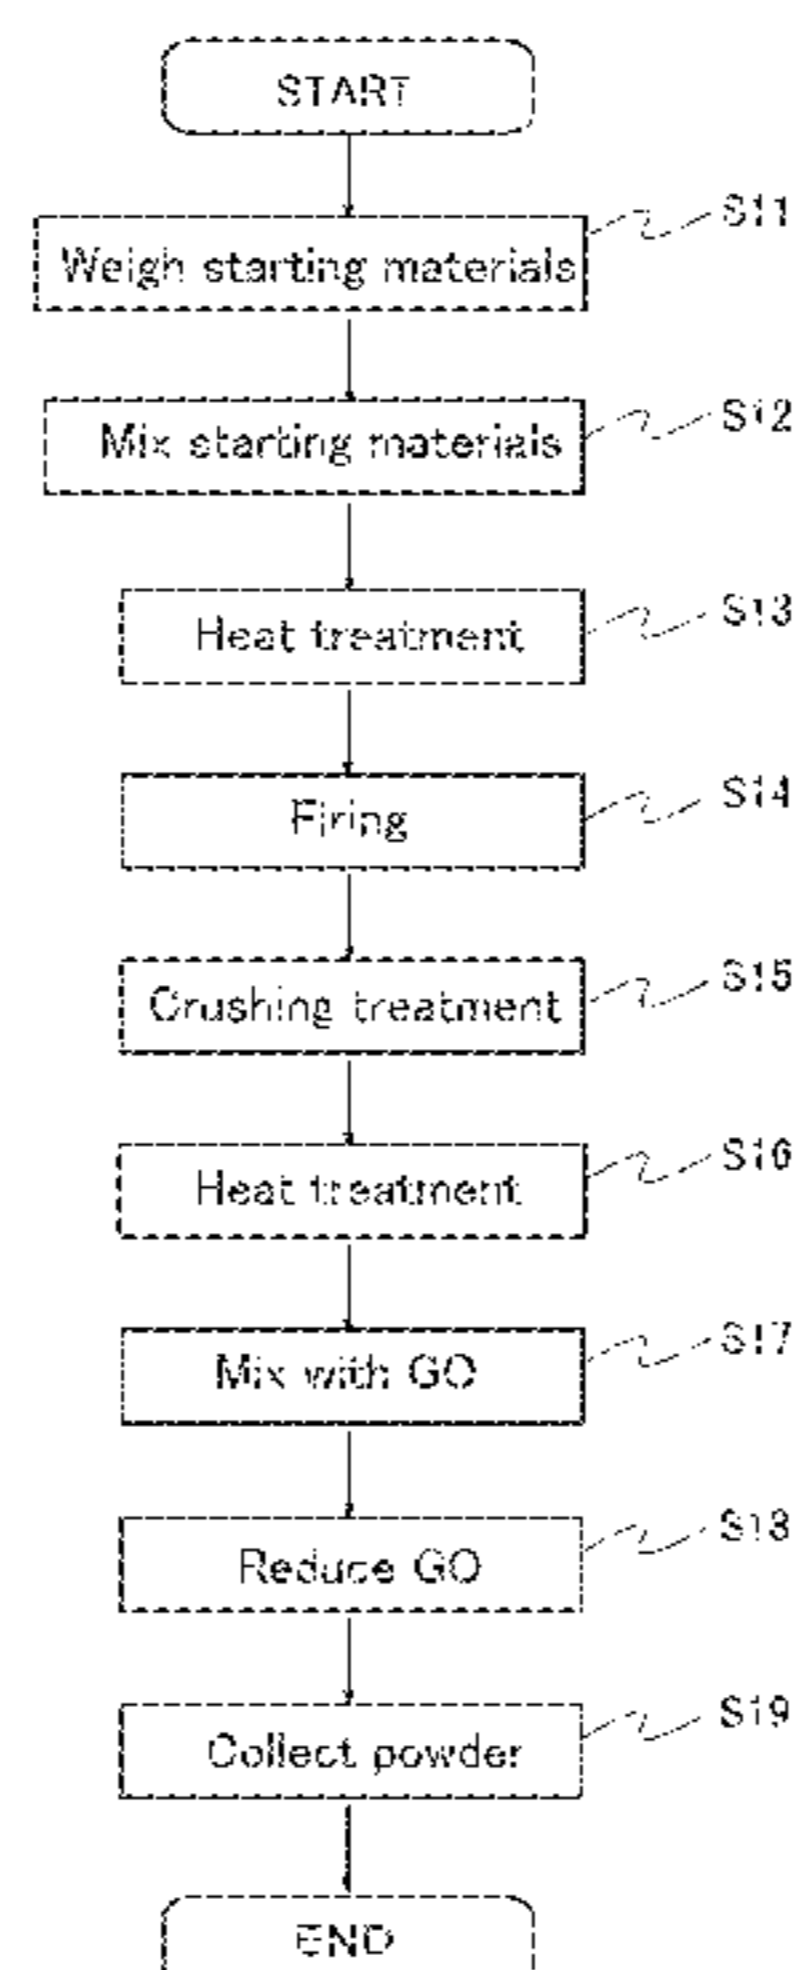 START
S11
Weigh starting materials
S12
Mix starting materials
S13
Heat treatment
S14
Firing
S15
Crushing treatment
S16
Heat treatment
S17
Mix with GO
S18
Reduce GO
S19
Collect powder
END